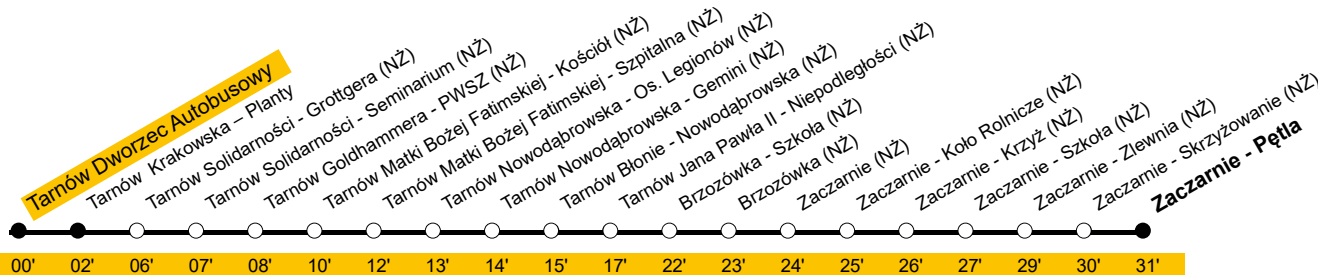 Tarnów Dworzec Autobusowy
Tarnów Krakowska – Planty
Tarnów Solidarności - Grottgera (NŻ)
Tarnów Solidarności - Seminarium (NŻ)
Tarnów Goldhammera - PWSZ (NŻ)
Tarnów Matki Bożej Fatimskiej - Kościół (NŻ)
Tarnów Matki Bożej Fatimskiej - Szpitalna (NŻ)
Tarnów Nowodąbrowska - Os. Legionów (NŻ)
Tarnów Nowodąbrowska - Gemini (NŻ)
Tarnów Błonie - Nowodąbrowska (NŻ)
Tarnów Jana Pawła II - Niepodległości (NŻ)
Brzozówka - Szkoła (NŻ)
Brzozówka (NŻ)
Zaczarnie (NŻ)
Zaczarnie - Koło Rolnicze (NŻ)
Zaczarnie - Krzyż (NŻ)
Zaczarnie - Szkoła (NŻ)
Zaczarnie - Zlewnia (NŻ)
Zaczarnie - Skrzyżowanie (NŻ)
Zaczarnie - Pętla
00' 02' 06' 07' 08' 10' 12' 13' 14' 15' 17' 22' 23' 24' 25' 26' 27' 29' 30' 31'